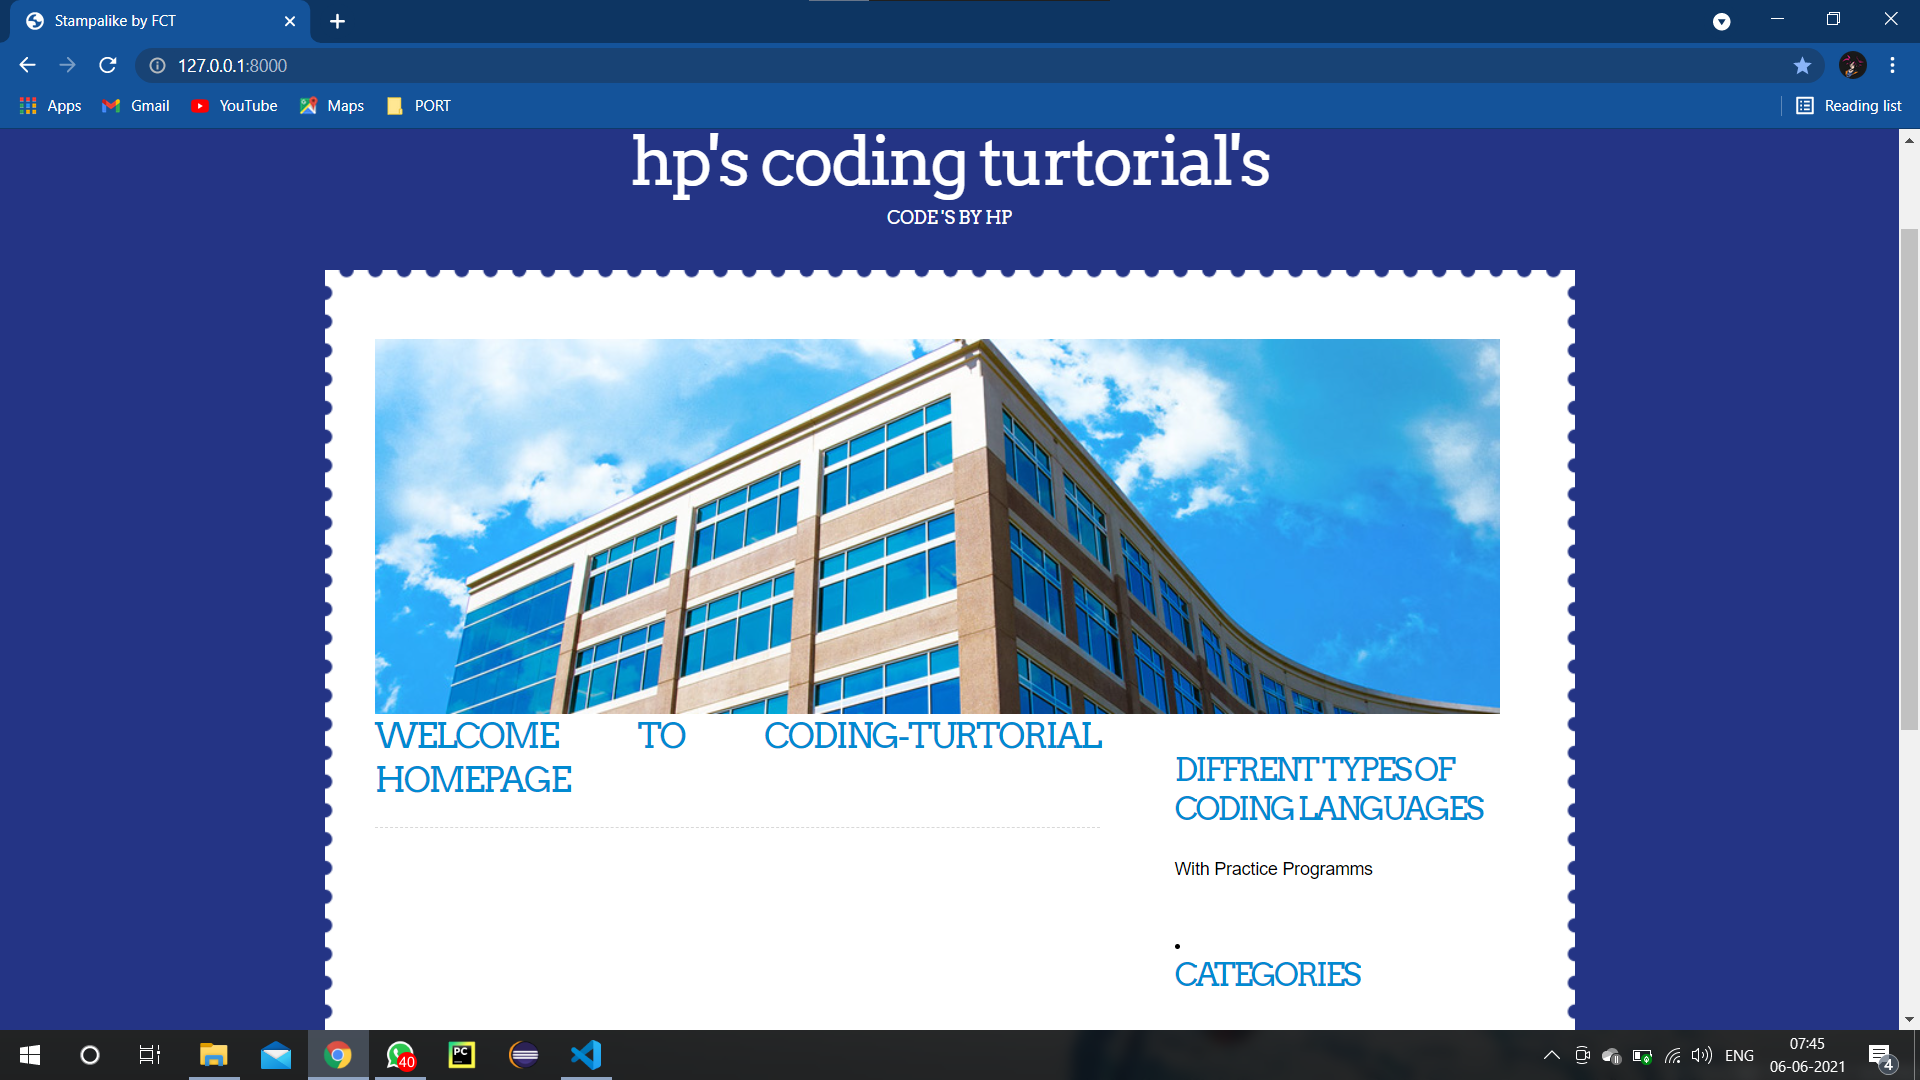 Stampalike by FCT
127.0.0.1:8000
Apps Gmail YouTube Maps PORT Reading list
hp's coding turtorial's
CODE'S BY HP
WELCOME TO CODING-TURTORIAL
HOMEPAGE
DIFFRENT TYPES OF
CODING LANGUAGES
With Practice Programms
CATEGORIES
40
PC
ENG
07:45
06-06-2021
4